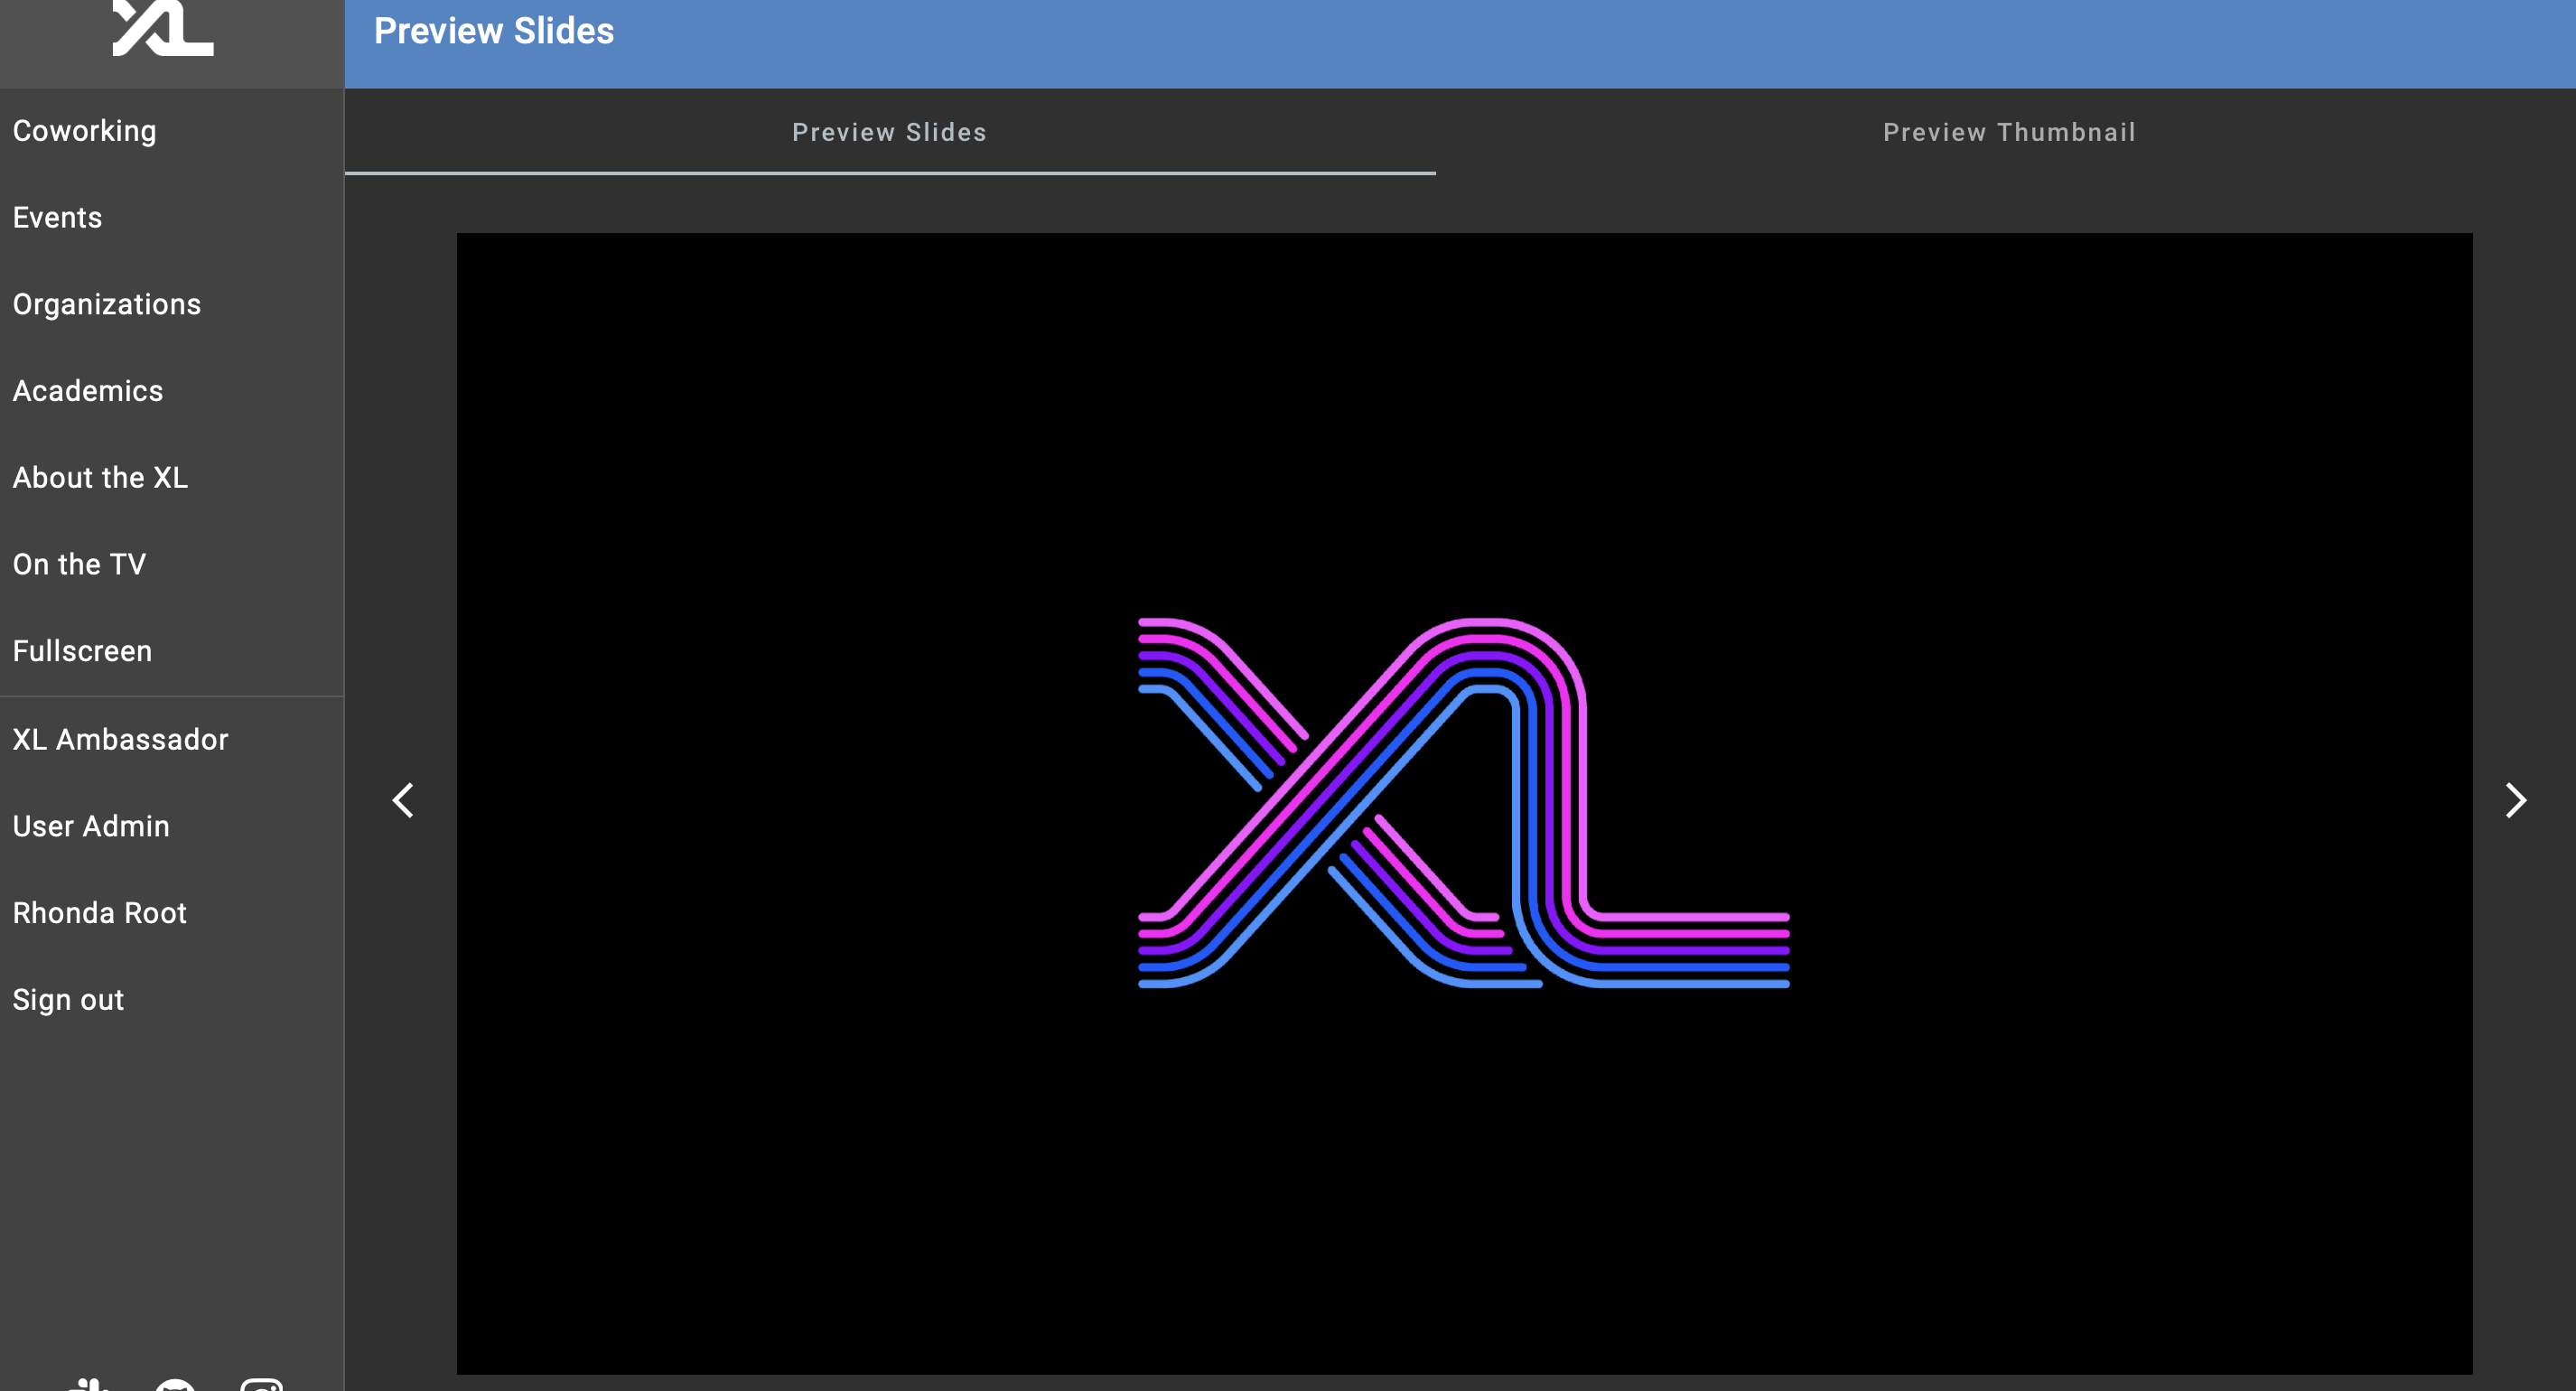 XL
Preview Slides
Coworking
Events
Organizations
Academics
About the XL
On the TV
Fullscreen
XL Ambassador
User Admin
Rhonda Root
Sign out
Preview Slides
Preview Thumbnail
XL